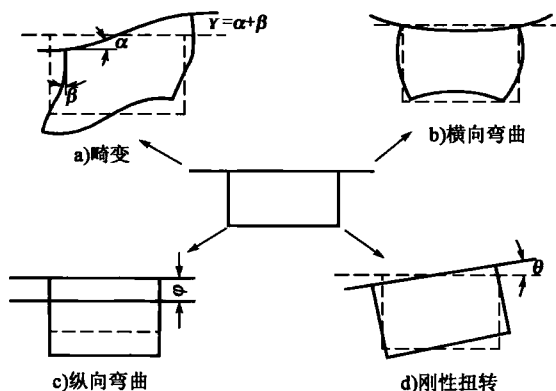 γ=α+β
α
β
a)畸变
b)横向弯曲
φ
c)纵向弯曲
θ
d)刚性扭转